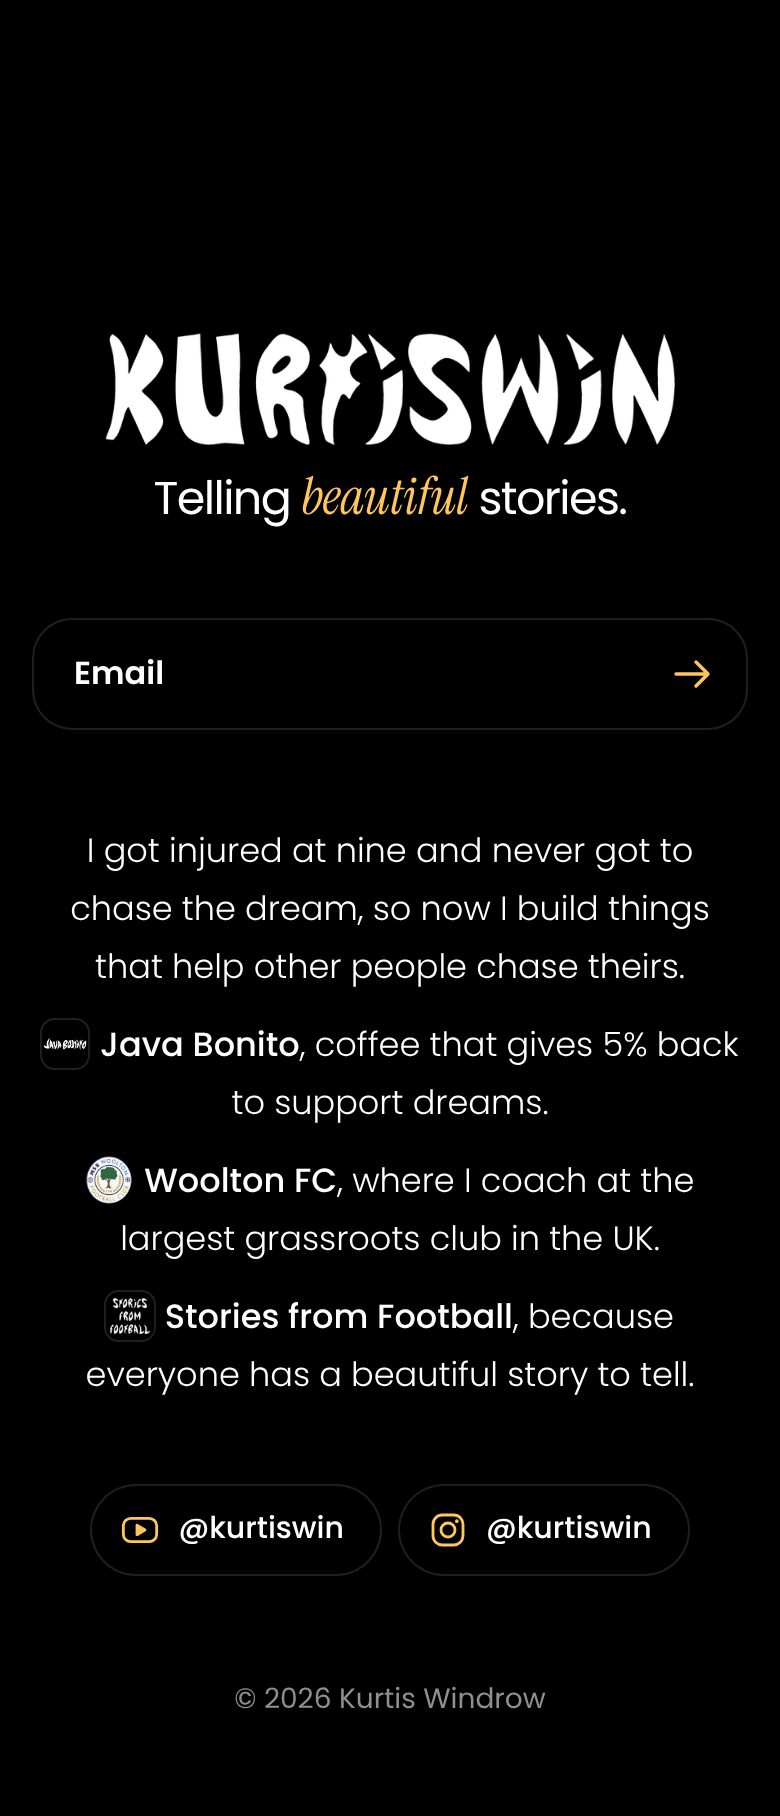 KURTISWIN
Telling beautiful stories.
Email
I got injured at nine and never got to
chase the dream, so now I build things
that help other people chase theirs.
JAVA BONITO Java Bonito, coffee that gives 5% back
to support dreams.
Woolton FC, where I coach at the
largest grassroots club in the UK.
STORIES
FROM
FOOTBALL
Stories from Football, because
everyone has a beautiful story to tell.
@kurtiswin @kurtiswin
© 2026 Kurtis Windrow